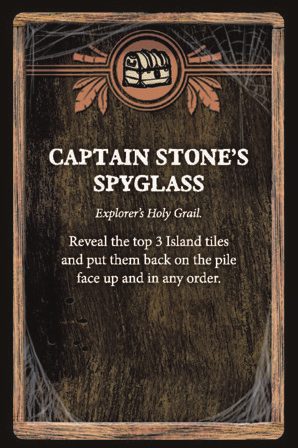 CAPTAIN STONE'S
SPYGLASS
Explorer's Holy Grail.
Reveal the top 3 Island tiles
and put them back on the pile
face up and in any order.